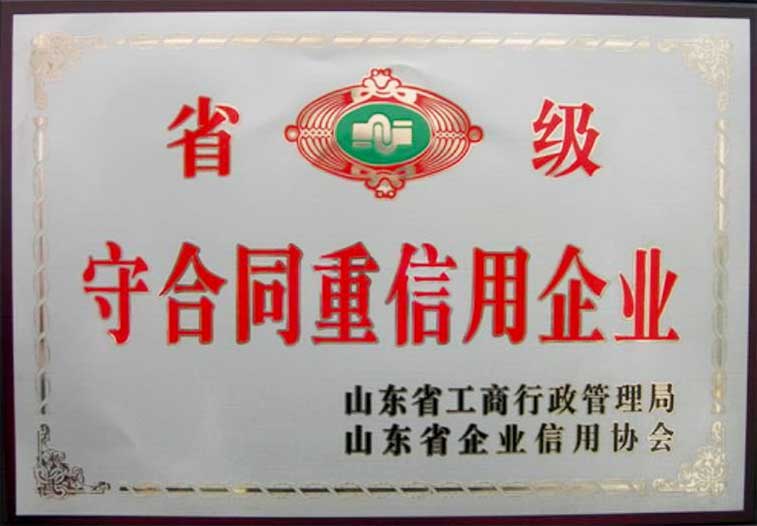 省级
守合同重信用企业
山东省工商行政管理局
山东省企业信用协会